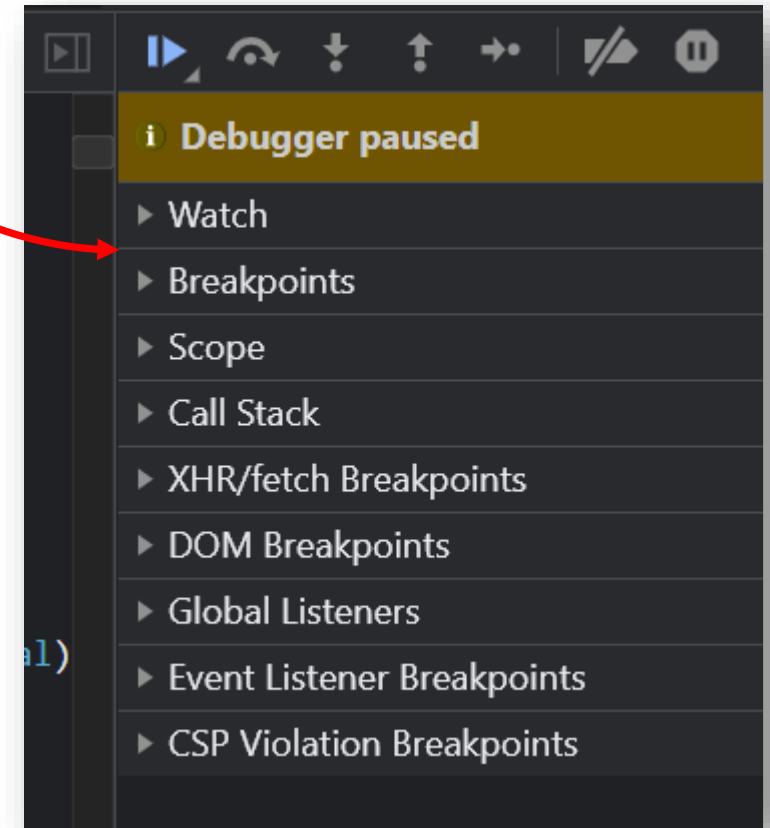 Debugger paused
Watch
Breakpoints
Scope
Call Stack
XHR/fetch Breakpoints
DOM Breakpoints
Global Listeners
al)
Event Listener Breakpoints
CSP Violation Breakpoints